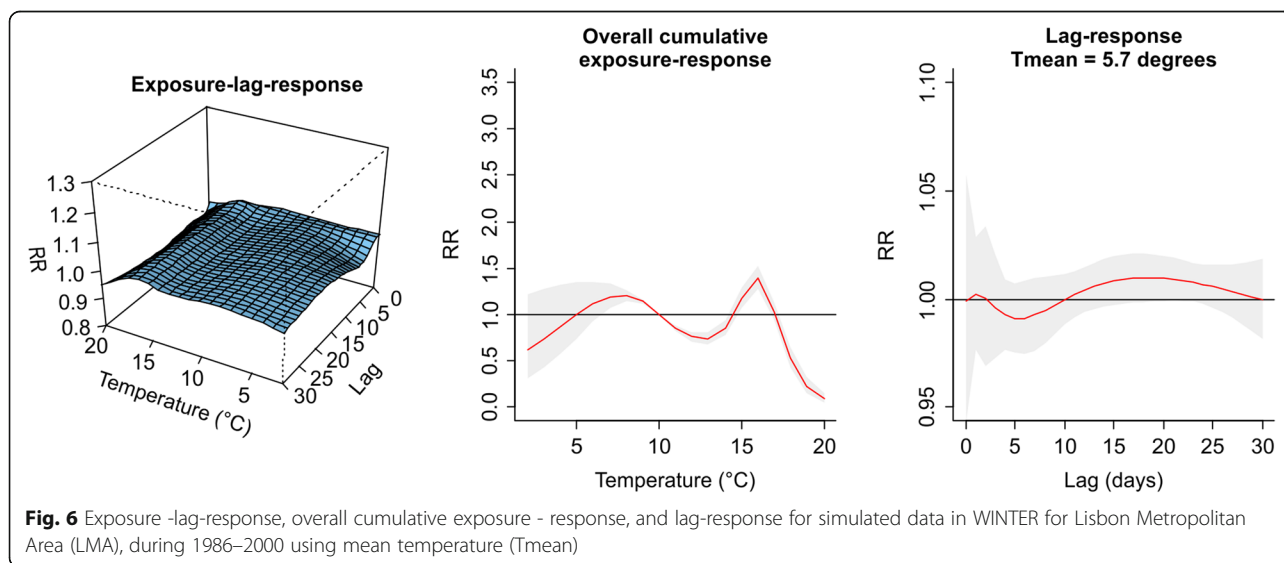 Exposure-lag-response
RR
1.3
1.2
1.1
1.0
0.9
0.8
20
15
10
5
Temperature (°C)
0
5
10
15
20
25
30
Lag
Overall cumulative
exposure-response
RR
3.5
3.0
2.5
2.0
1.5
1.0
0.5
0.0
5
10
15
20
Temperature (°C)
Lag-response
Tmean = 5.7 degrees
RR
1.10
1.05
1.00
0.95
0
5
10
15
20
25
30
Lag (days)
Fig. 6 Exposure -lag-response, overall cumulative exposure - response, and lag-response for simulated data in WINTER for Lisbon Metropolitan
Area (LMA), during 1986–2000 using mean temperature (Tmean)